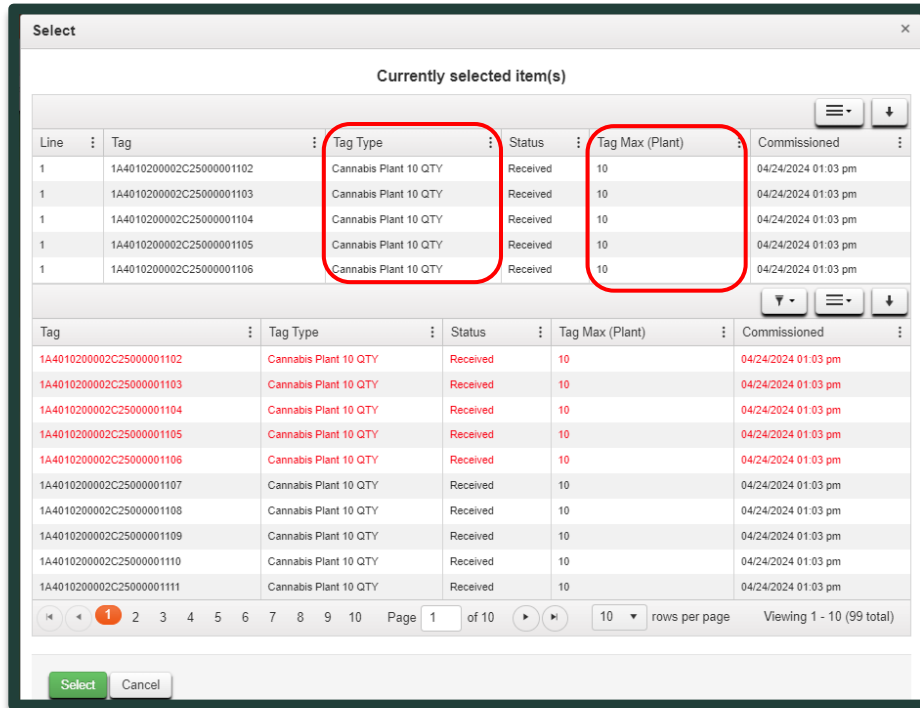 Select ×
Currently selected item(s)
Line Tag Tag Type Status Tag Max (Plant) Commissioned
1 1A4010200002C25000001102 Cannabis Plant 10 QTY Received 10 04/24/2024 01:03 pm
1 1A4010200002C25000001103 Cannabis Plant 10 QTY Received 10 04/24/2024 01:03 pm
1 1A4010200002C25000001104 Cannabis Plant 10 QTY Received 10 04/24/2024 01:03 pm
1 1A4010200002C25000001105 Cannabis Plant 10 QTY Received 10 04/24/2024 01:03 pm
1 1A4010200002C25000001106 Cannabis Plant 10 QTY Received 10 04/24/2024 01:03 pm
Tag Tag Type Status Tag Max (Plant) Commissioned
1A4010200002C25000001102 Cannabis Plant 10 QTY Received 10 04/24/2024 01:03 pm
1A4010200002C25000001103 Cannabis Plant 10 QTY Received 10 04/24/2024 01:03 pm
1A4010200002C25000001104 Cannabis Plant 10 QTY Received 10 04/24/2024 01:03 pm
1A4010200002C25000001105 Cannabis Plant 10 QTY Received 10 04/24/2024 01:03 pm
1A4010200002C25000001106 Cannabis Plant 10 QTY Received 10 04/24/2024 01:03 pm
1A4010200002C25000001107 Cannabis Plant 10 QTY Received 10 04/24/2024 01:03 pm
1A4010200002C25000001108 Cannabis Plant 10 QTY Received 10 04/24/2024 01:03 pm
1A4010200002C25000001109 Cannabis Plant 10 QTY Received 10 04/24/2024 01:03 pm
1A4010200002C25000001110 Cannabis Plant 10 QTY Received 10 04/24/2024 01:03 pm
1A4010200002C25000001111 Cannabis Plant 10 QTY Received 10 04/24/2024 01:03 pm
1 2 3 4 5 6 7 8 9 10 Page 1 of 10 10 rows per page Viewing 1 - 10 (99 total)
Select Cancel